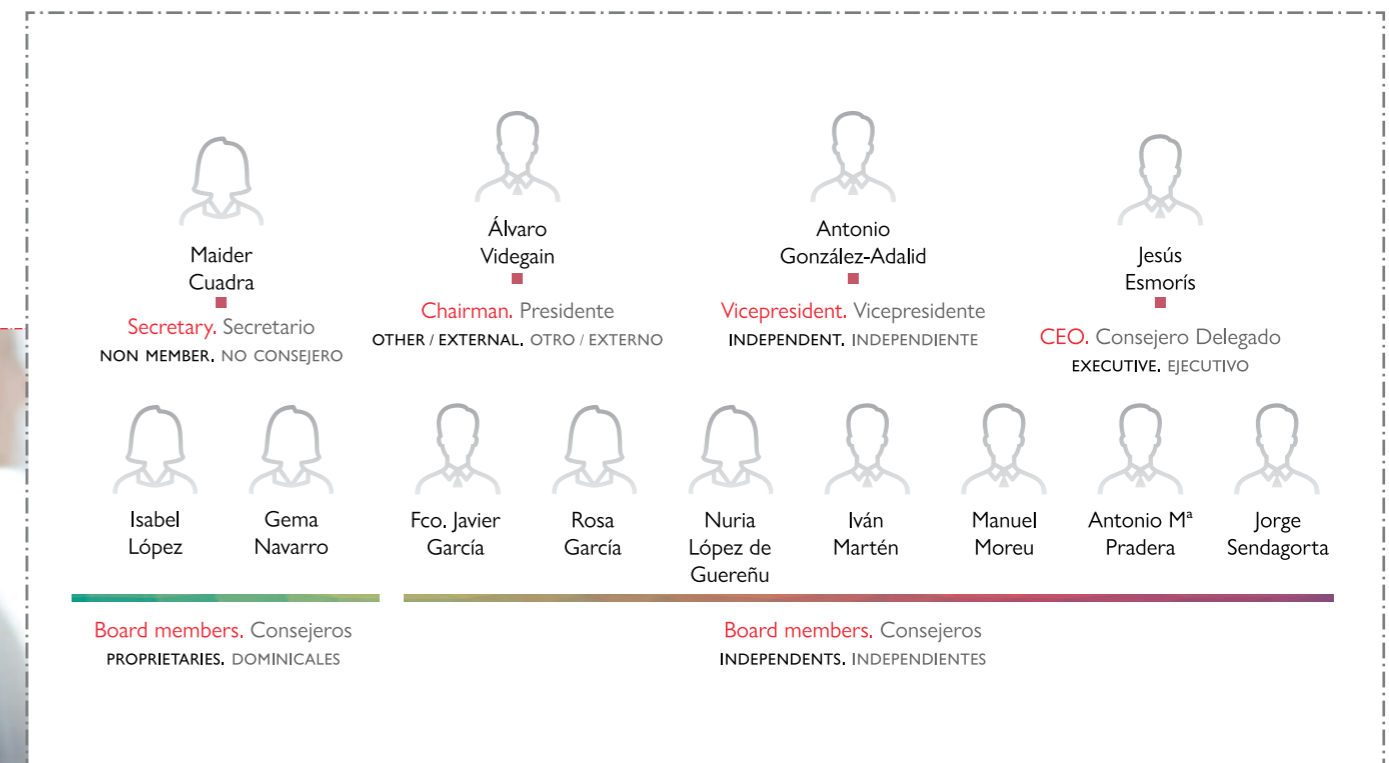 Maider
Cuadra
Secretary. Secretario
NON MEMBER. NO CONSEJERO
Álvaro
Videgain
Chairman. Presidente
OTHER / EXTERNAL. OTRO / EXTERNO
Antonio
González-Adalid
Vicepresident. Vicepresidente
INDEPENDENT. INDEPENDIENTE
Jesús
Esmorís
CEO. Consejero Delegado
EXECUTIVE. EJECUTIVO
Isabel
López
Gema
Navarro
Fco. Javier
García
Rosa
García
Nuria
López de
Guereñu
Iván
Martén
Manuel
Moreu
Antonio Mª
Pradera
Jorge
Sendagorta
Board members. Consejeros
PROPRIETARIES. DOMINICALES
Board members. Consejeros
INDEPENDENTS. INDEPENDIENTES